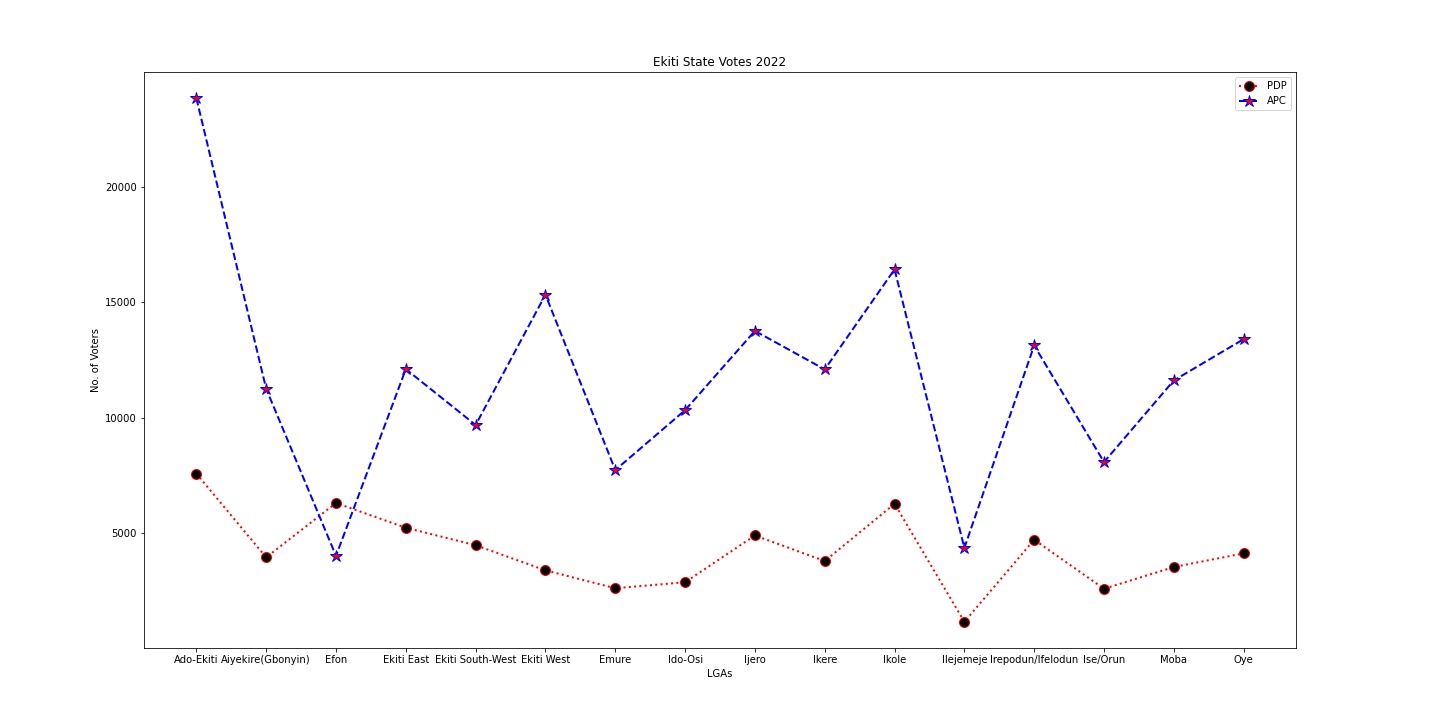 Ekiti State Votes 2022
PDP
APC
20000
15000
10000
5000
No. of Voters
Ado-Ekiti Aiyekire(Gbonyin) Efon Ekiti East Ekiti South-West Ekiti West Emure Ido-Osi Ijero Ikere Ikole Ilejemeje Irepodun/Ifelodun Ise/Orun Moba Oye
LGAs